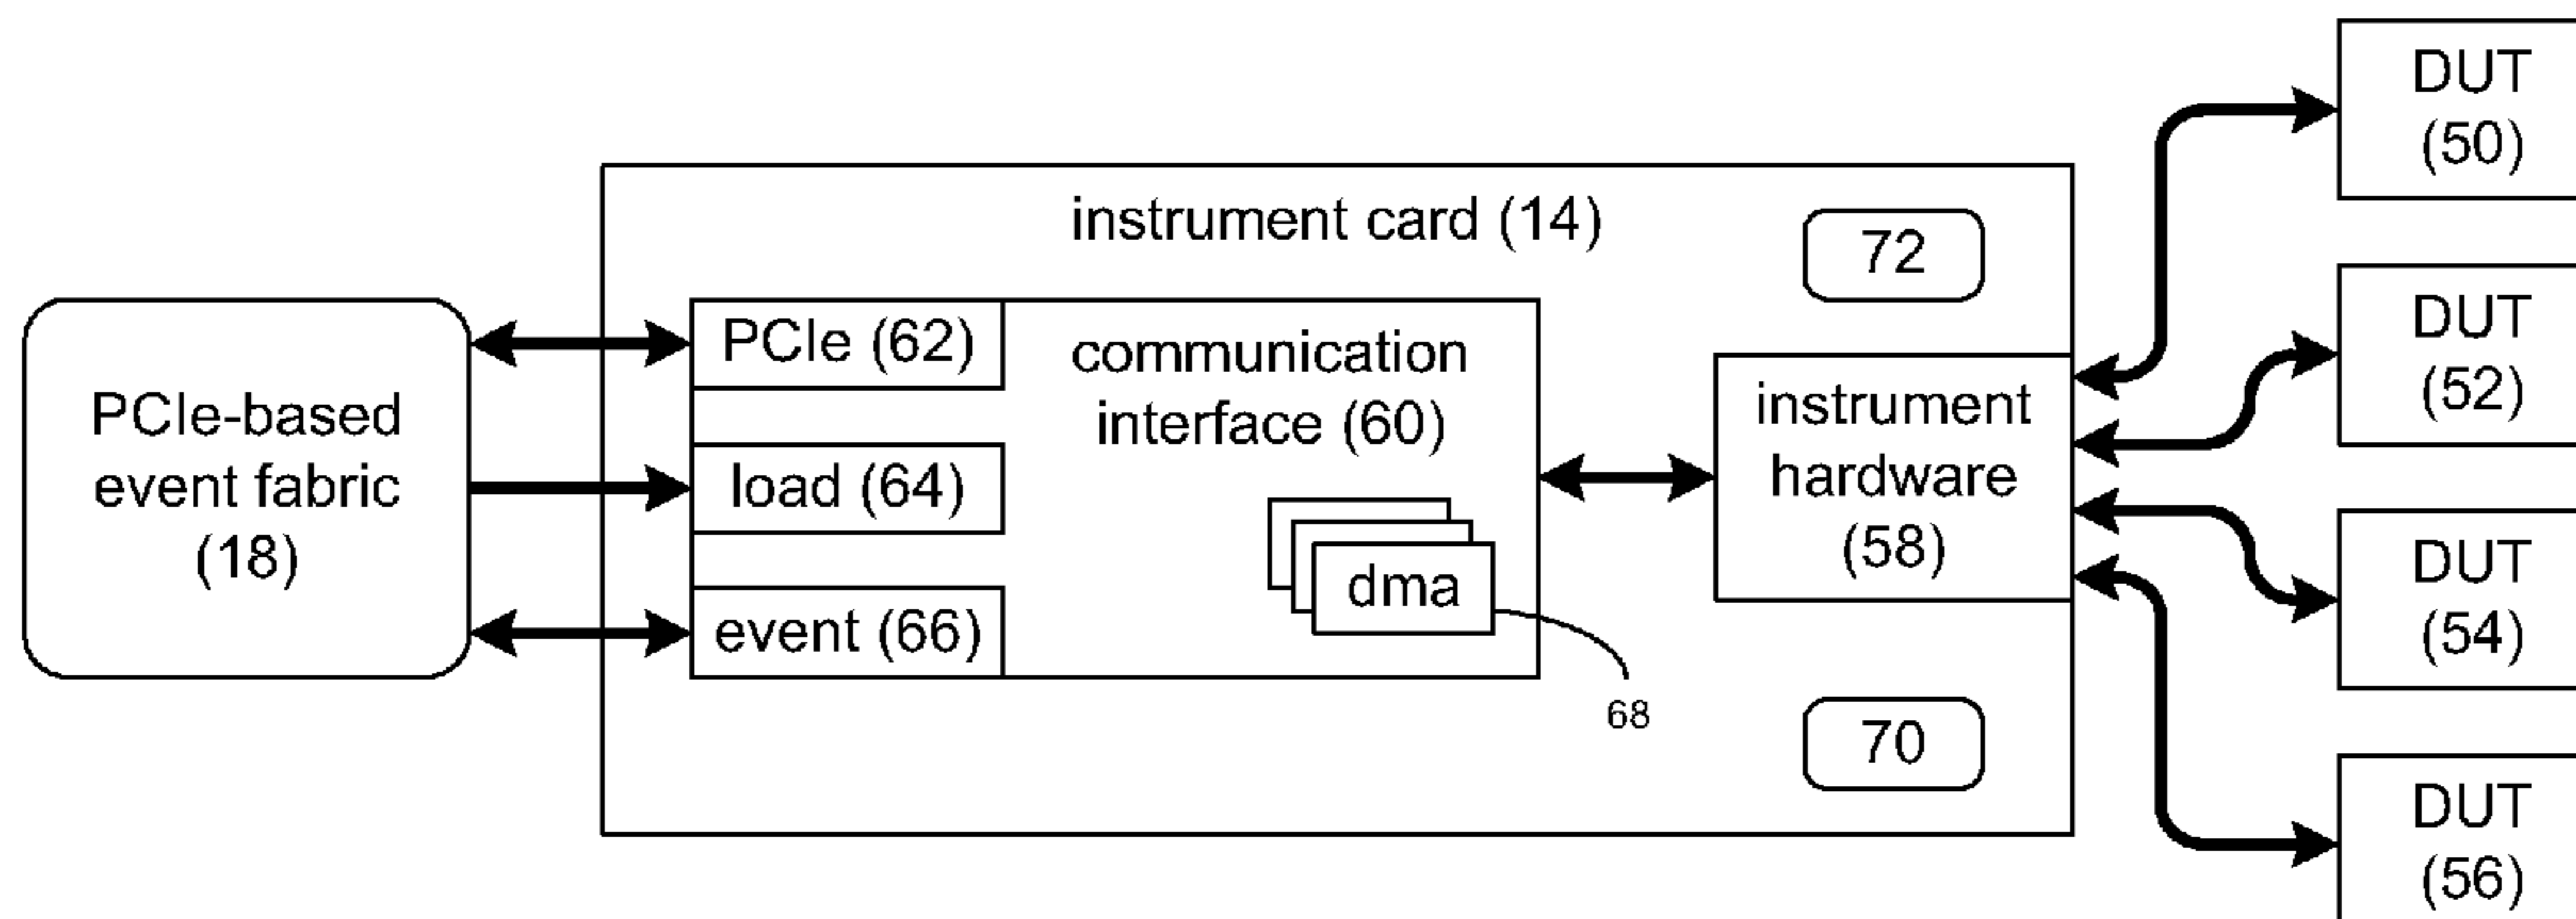 PCIe-based
event fabric
(18)
instrument card (14)
PCIe (62)
load (64)
event (66)
communication
interface (60)
dma
68
72
instrument
hardware
(58)
70
DUT
(50)
DUT
(52)
DUT
(54)
DUT
(56)